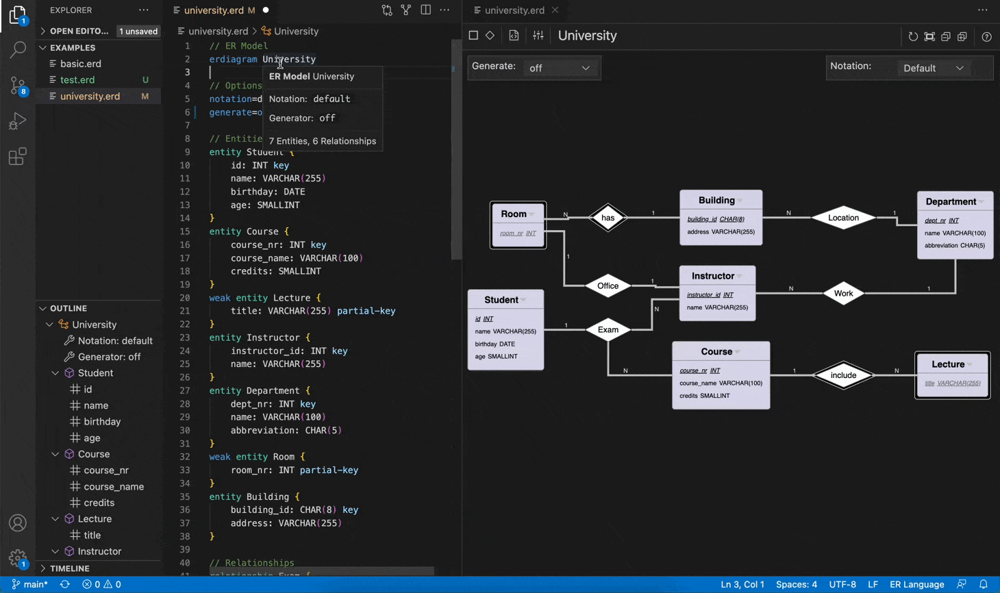 EXPLORER
OPEN EDITO... 1 unsaved
EXAMPLES
basic.erd
test.erd U
university.erd M
OUTLINE
University
Notation: default
Generator: off
Student
id
name
birthday
age
Course
course_nr
course_name
credits
Lecture
title
Instructor
TIMELINE
1
8
1
university.erd M
university.erd > University
1 // ER Model
2 erdiagram University
3
4 // Options
5 notation=d
6 generate=o
7
8 // Entitie
9 entity Student {
10 id: INT key
11 name: VARCHAR(255)
12 birthday: DATE
13 age: SMALLINT
14 }
15 entity Course {
16 course_nr: INT key
17 course_name: VARCHAR(100)
18 credits: SMALLINT
19 }
20 weak entity Lecture {
21 title: VARCHAR(255) partial-key
22 }
23 entity Instructor {
24 instructor_id: INT key
25 name: VARCHAR(255)
26 }
27 entity Department {
28 dept_nr: INT key
29 name: VARCHAR(100)
30 abbreviation: CHAR(5)
31 }
32 weak entity Room {
33 room_nr: INT partial-key
34 }
35 entity Building {
36 building_id: CHAR(8) key
37 address: VARCHAR(255)
38 }
39
40 // Relationships
41 relationship Exam {
ER Model University
Notation: default
Generator: off
7 Entities, 6 Relationships
university.erd
University
Generate: off
Notation: Default
Room
room_nr INT
N
has
1
Building
building_id CHAR(8)
address VARCHAR(255)
N
Location
1
Department
dept_nr INT
name VARCHAR(100)
abbreviation CHAR(5)
1
Office
1
Instructor
instructor_id INT
name VARCHAR(255)
N
Work
1
Student
id INT
name VARCHAR(255)
birthday DATE
age SMALLINT
1
Exam
N
N
Course
course_nr INT
course_name VARCHAR(100)
credits SMALLINT
1
include
N
Lecture
title VARCHAR(255)
main* 0 0
Ln 3, Col 1 Spaces: 4 UTF-8 LF ER Language